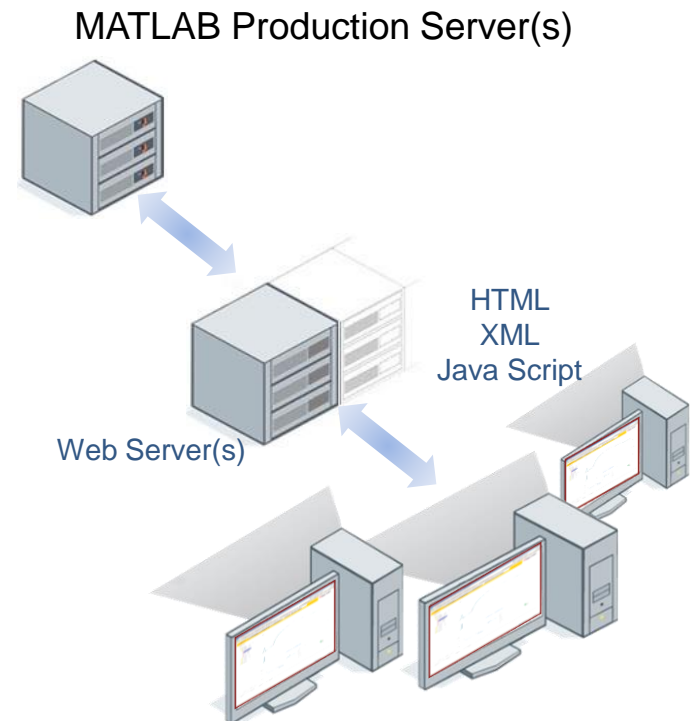 MATLAB Production Server(s)
HTML
XML
Java Script
Web Server(s)